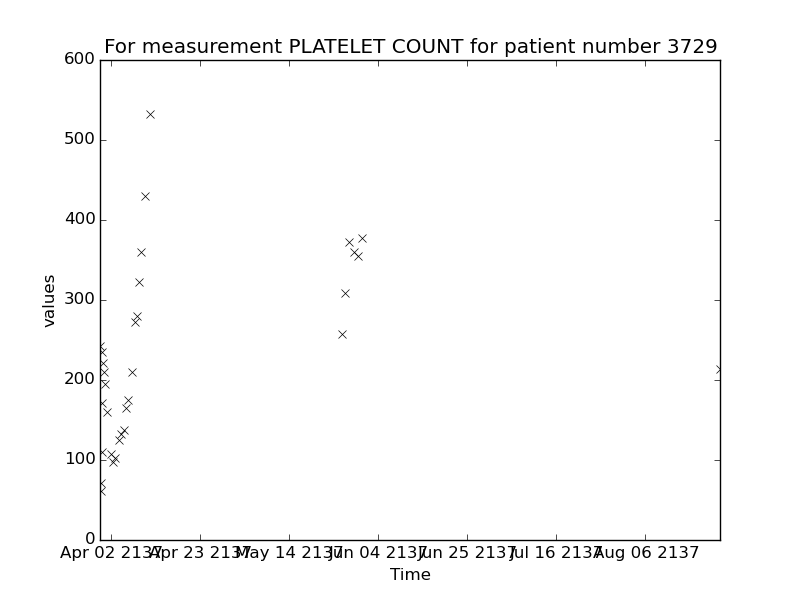 For measurement PLATELET COUNT for patient number 3729
600
500
400
300
200
100
0
values
Apr 02 2137 Apr 23 2137 May 14 2137 Jun 04 2137 Jun 25 2137 Jul 16 2137 Aug 06 2137
Time